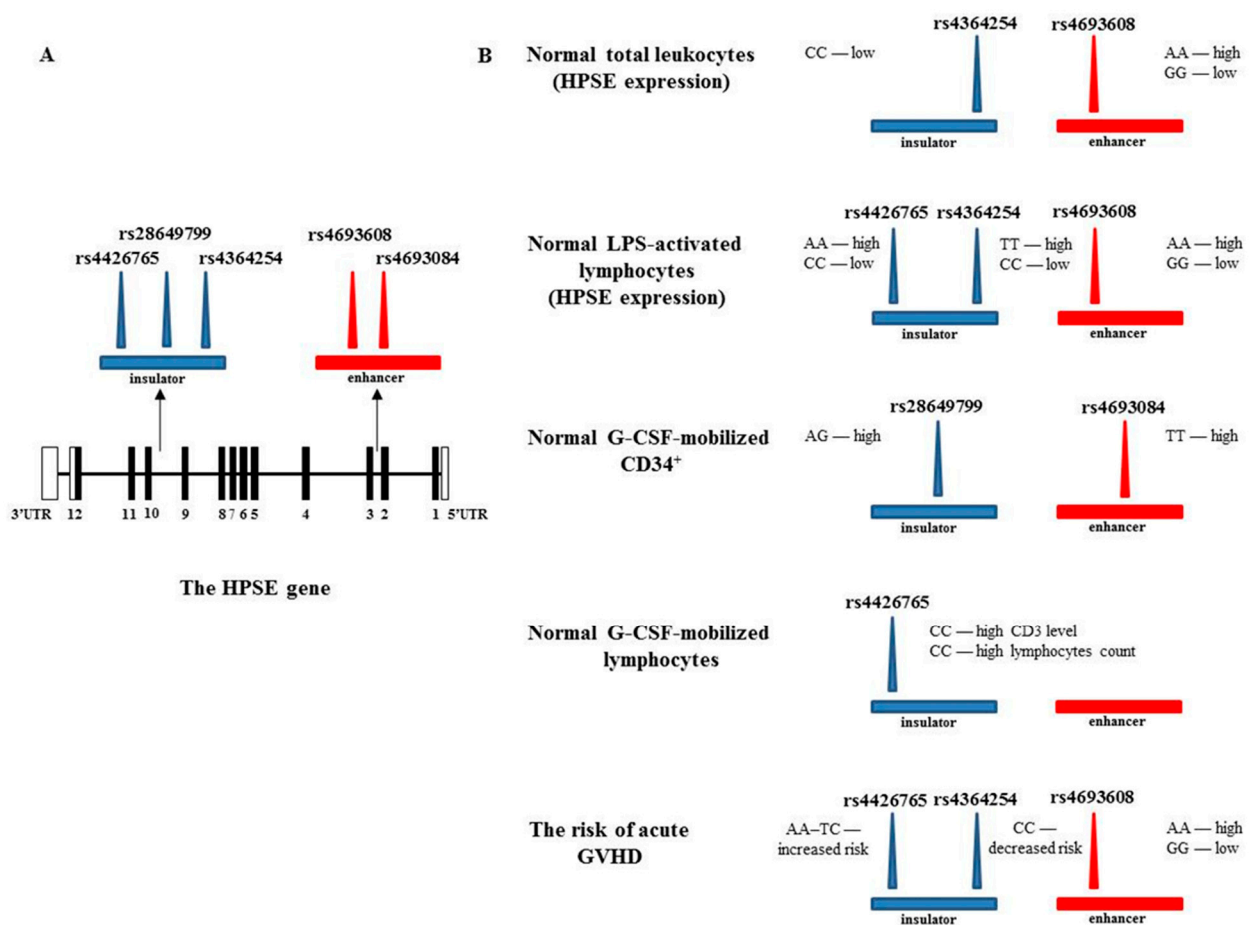 A
rs28649799
rs4426765
rs4364254
rs4693608
rs4693084
insulator
enhancer
3'UTR 12 11 10 9 8 7 6 5 4 3 2 1 5'UTR
The HPSE gene
B
Normal total leukocytes
(HPSE expression)
CC — low
rs4364254
rs4693608
AA — high
GG — low
insulator
enhancer
Normal LPS-activated
lymphocytes
(HPSE expression)
rs4426765
rs4364254
rs4693608
AA — high
CC — low
TT — high
CC — low
AA — high
GG — low
insulator
enhancer
Normal G-CSF-mobilized
CD34+
rs28649799
rs4693084
AG — high
TT — high
insulator
enhancer
Normal G-CSF-mobilized
lymphocytes
rs4426765
CC — high CD3 level
CC — high lymphocytes count
insulator
enhancer
The risk of acute
GVHD
rs4426765
rs4364254
rs4693608
AA–TC —
increased risk
CC —
decreased risk
AA — high
GG — low
insulator
enhancer